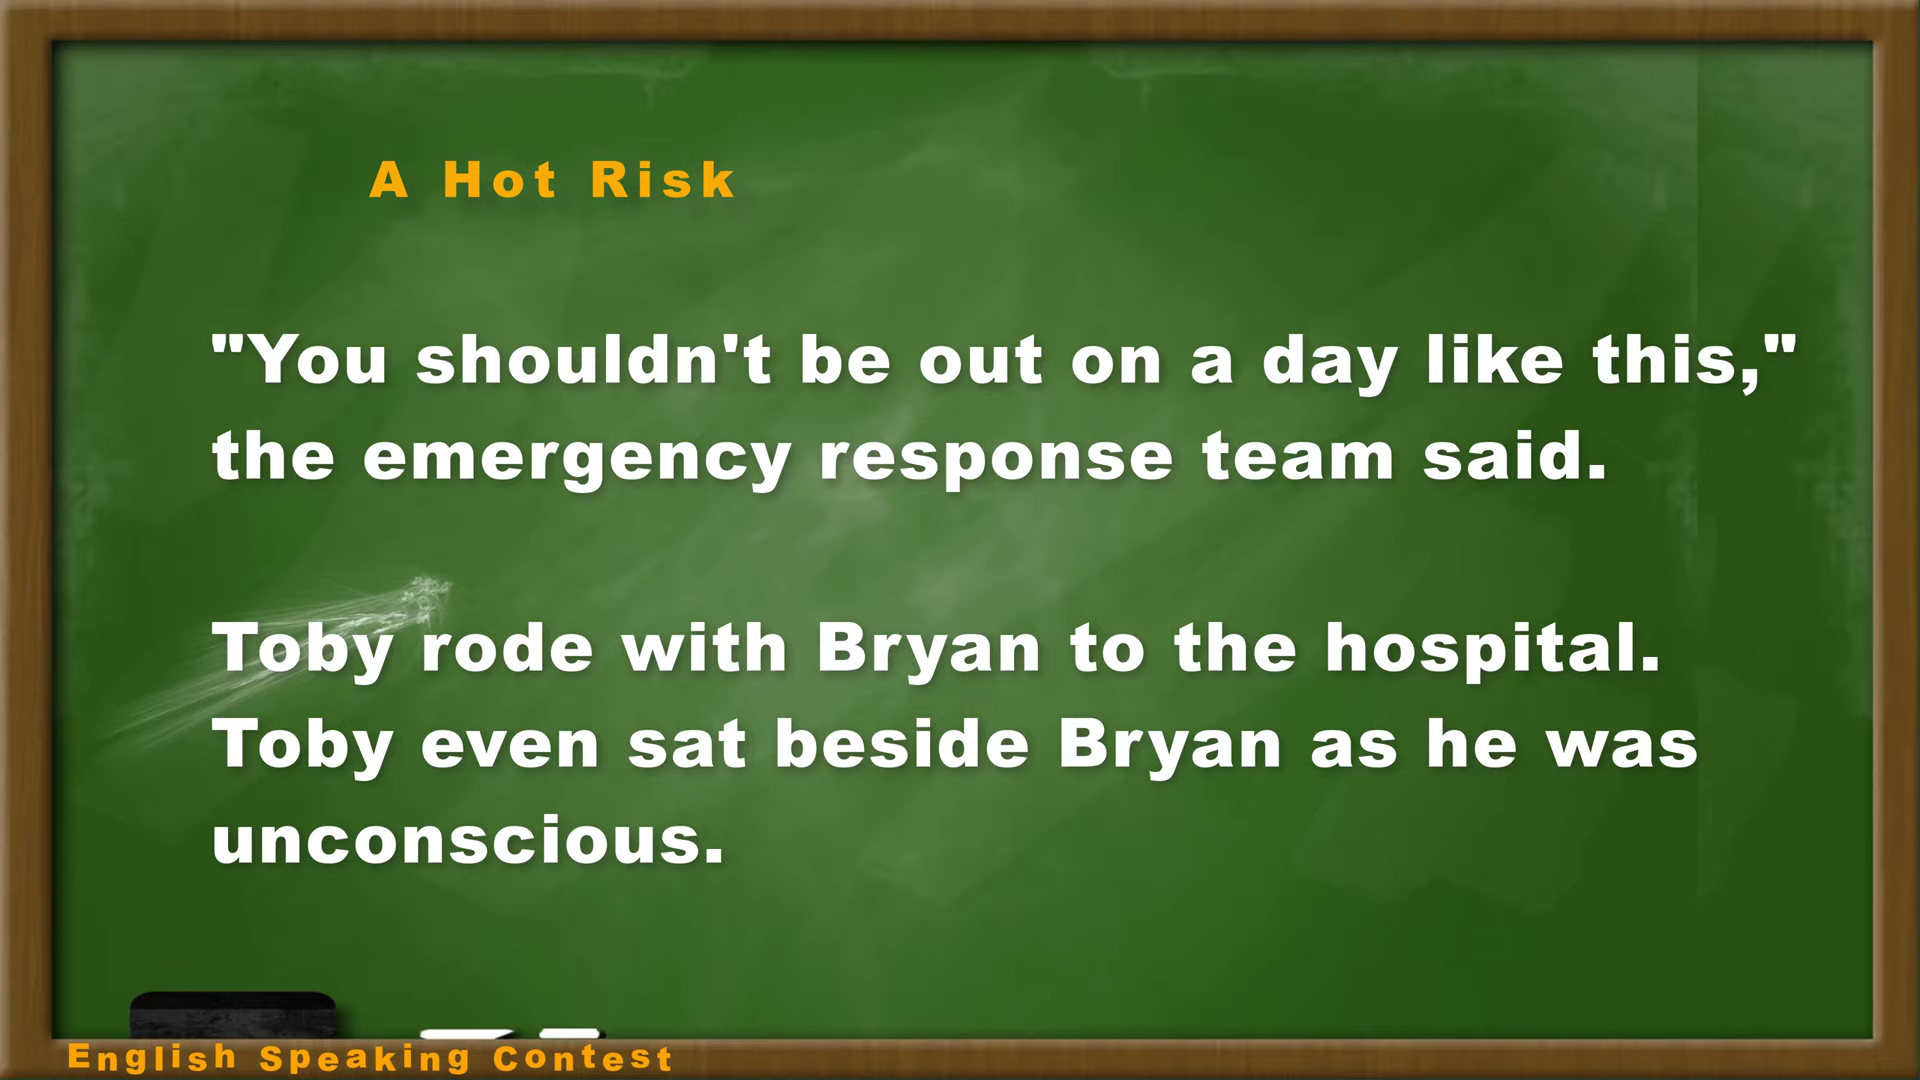 A Hot Risk
"You shouldn't be out on a day like this,"
the emergency response team said.
Toby rode with Bryan to the hospital.
Toby even sat beside Bryan as he was
unconscious.
English Speaking Contest